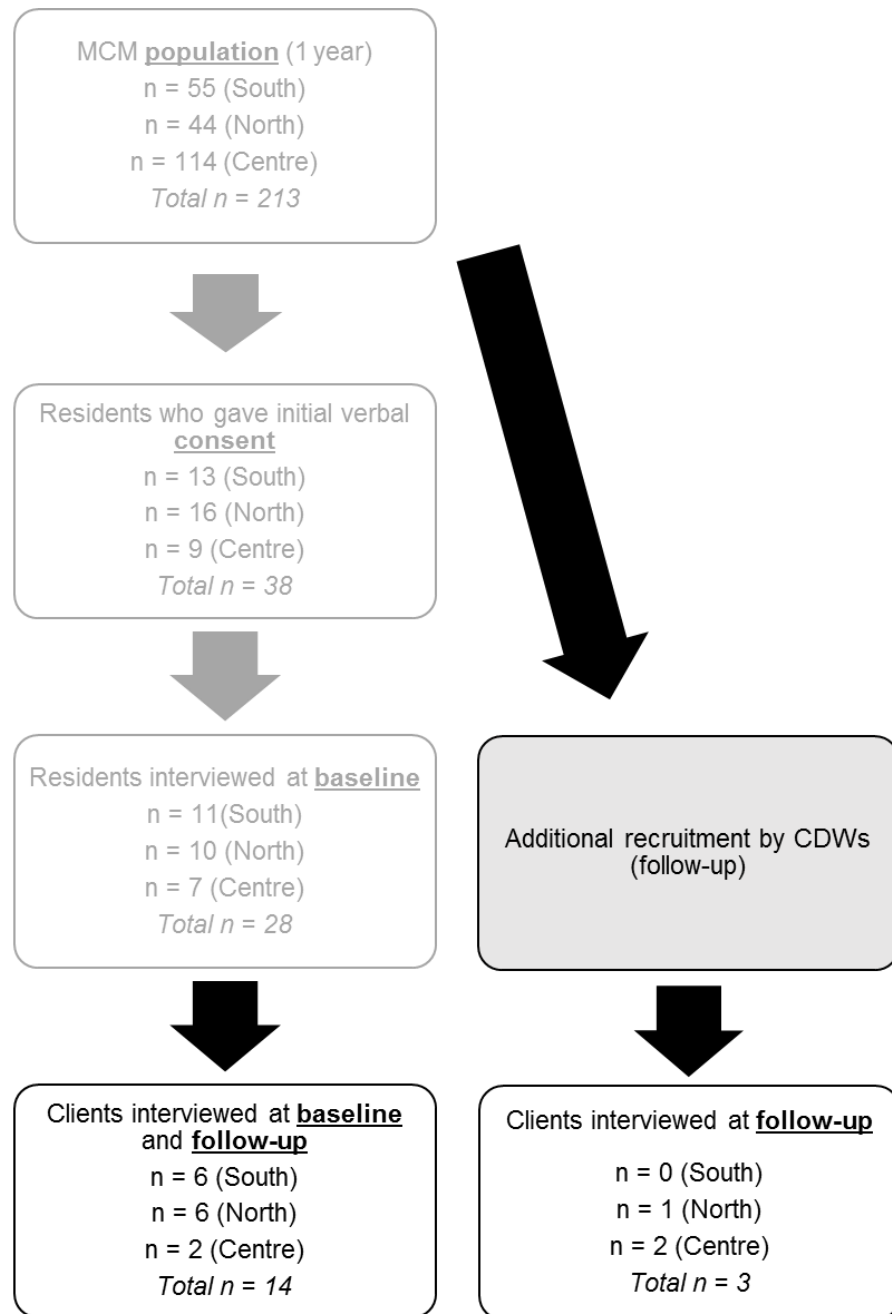 MCM population (1 year)
n = 55 (South)
n = 44 (North)
n = 114 (Centre)
Total n = 213
Residents who gave initial verbal
consent
n = 13 (South)
n = 16 (North)
n = 9 (Centre)
Total n = 38
Residents interviewed at baseline
n = 11(South)
n = 10 (North)
n = 7 (Centre)
Total n = 28
Additional recruitment by CDWs
(follow-up)
Clients interviewed at baseline
and follow-up
n = 6 (South)
n = 6 (North)
n = 2 (Centre)
Total n = 14
Clients interviewed at follow-up
n = 0 (South)
n = 1 (North)
n = 2 (Centre)
Total n = 3